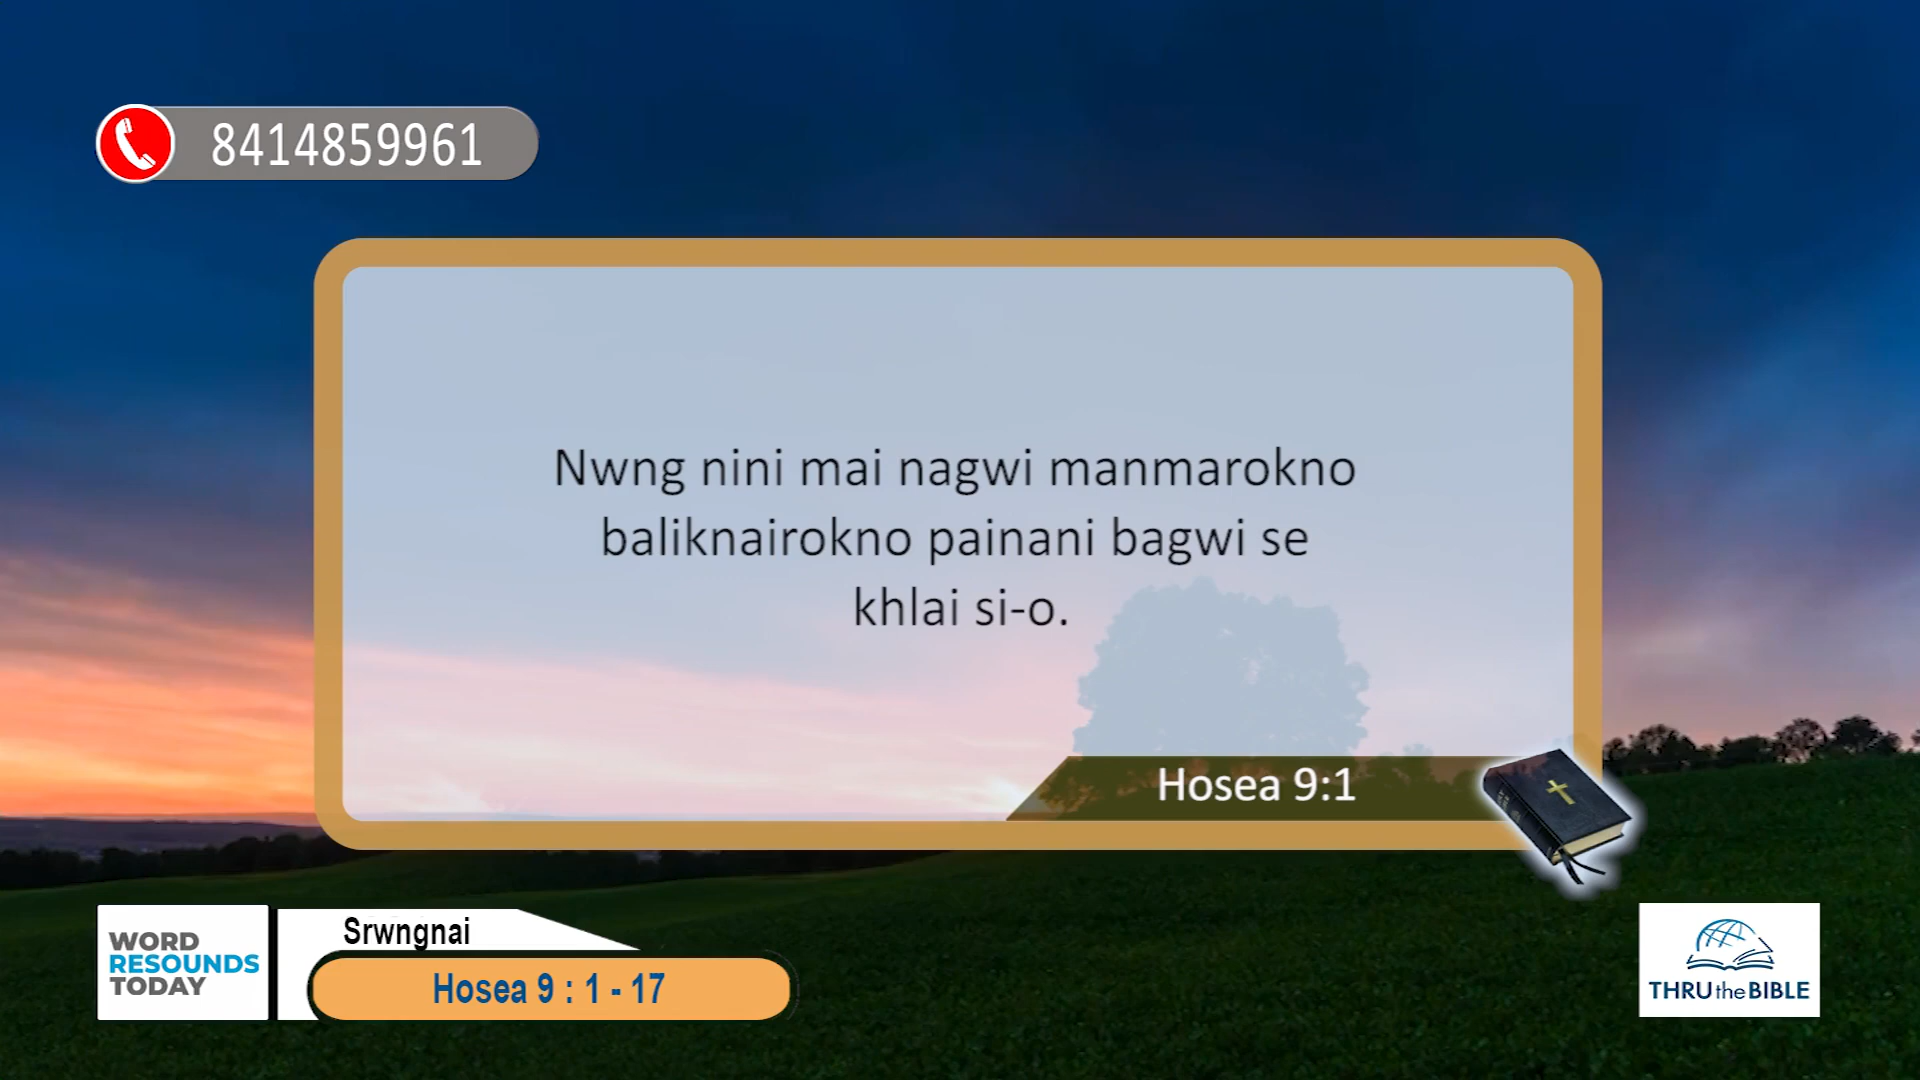 8414859961
Nwng nini mai nagwi manmarokno
baliknairokno painani bagwi se
khlai si-o.
Hosea 9:1
WORD
RESOUNDS
TODAY
Srwngnai
Hosea 9 : 1 - 17
THRU the BIBLE